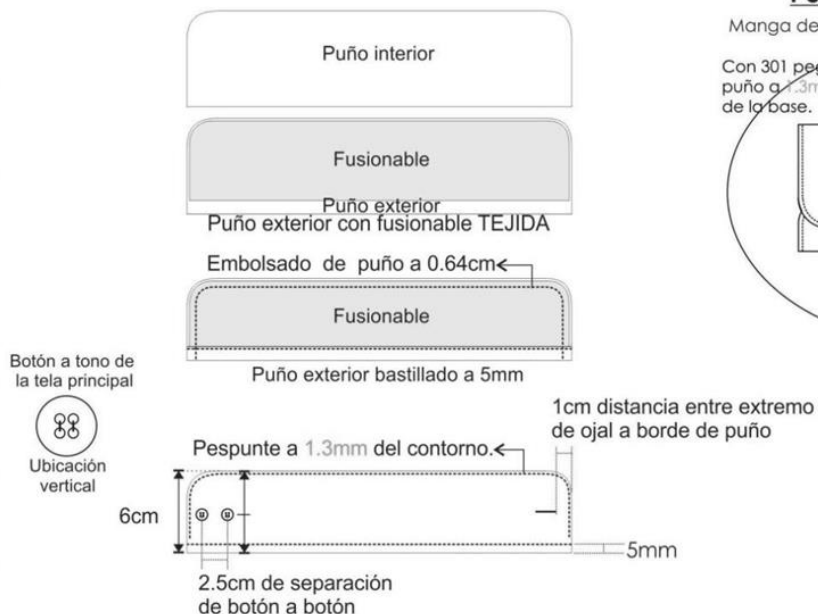 Puño interior
Manga de
Con 301
puño a 1.3m
de la base.
Fusionable
Puño exterior
Puño exterior con fusionable TEJIDA
Embolsado de puño a 0.64cm
Fusionable
Puño exterior bastillado a 5mm
Botón a tono de
la tela principal
Ubicación
vertical
1cm distancia entre extremo
de ojal a borde de puño
Pespunte a 1.3mm del contorno.
6cm
5mm
2.5cm de separación
de botón a botón